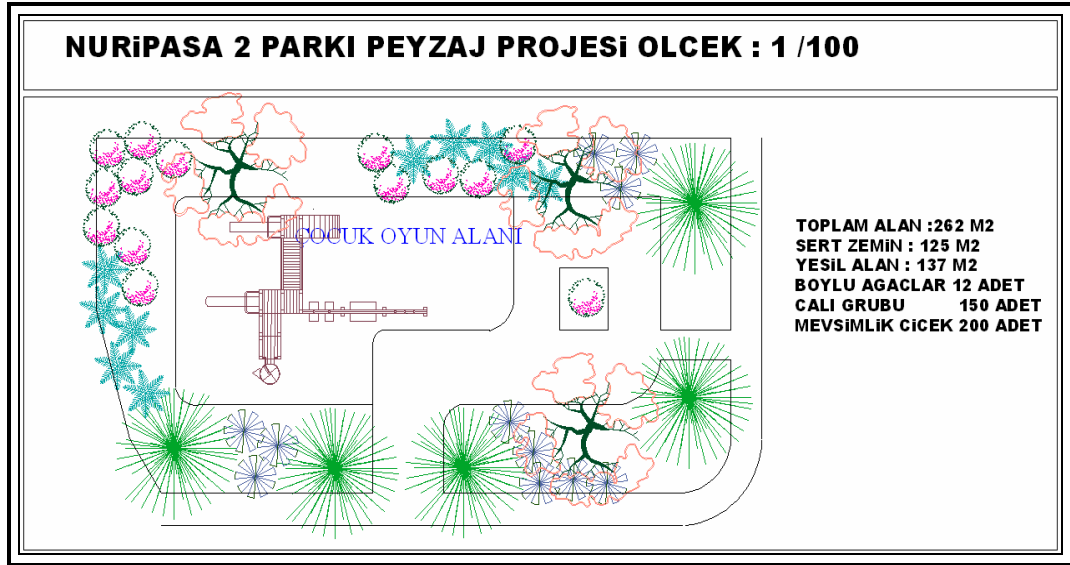 NURiPASA 2 PARKI PEYZAJ PROJESi OLCEK : 1 /100
COCUK OYUN ALANI
TOPLAM ALAN :262 M2
SERT ZEMiN : 125 M2
YESiL ALAN : 137 M2
BOYLU AGACLAR 12 ADET
CALI GRUBU 150 ADET
MEVSiMLiK CiCEK 200 ADET